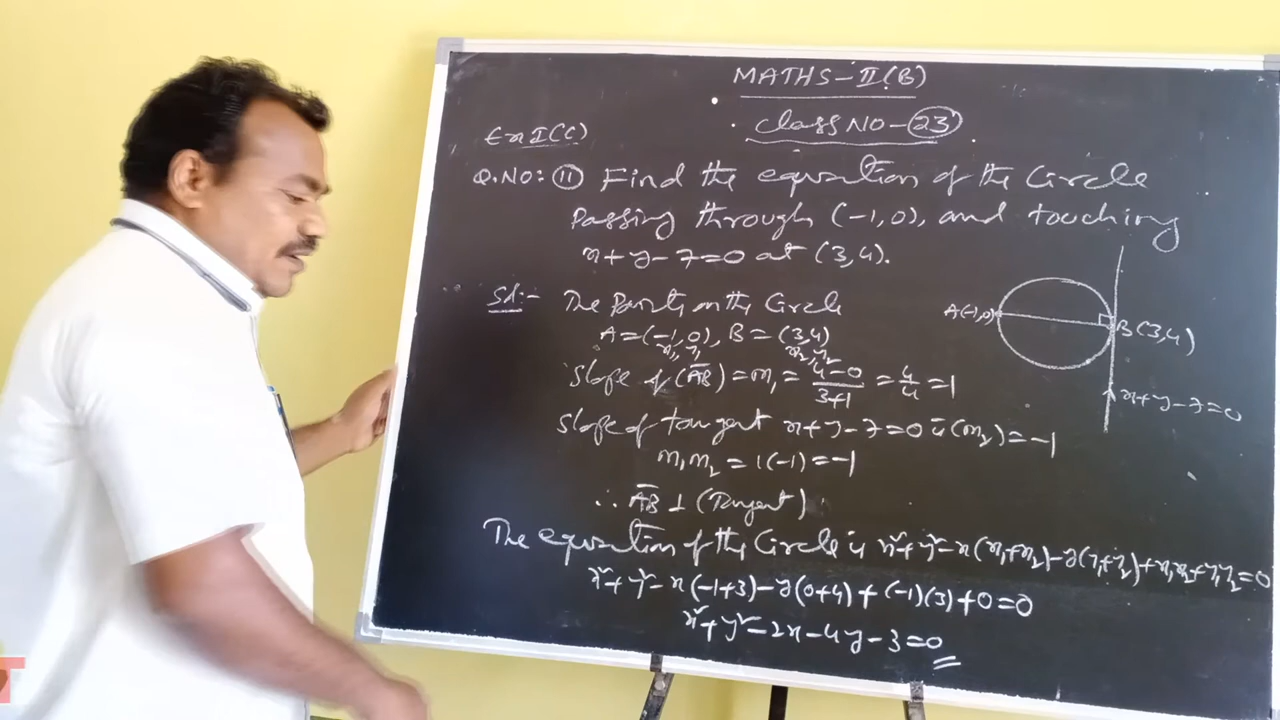 MATHS-II(B)
Class NO-23
Ex I(C)
Q.NO: 11 Find the equation of the Circle
Passing through (-1,0), and touching
x+y-7=0 at (3,4).
Sol:- The Points on the Circle
A=(-1,0), B=(3,4)
x₁ y₁ x₂ y₂
Slope of (AB)=m₁= 4-0/3+1 = 4/4 =1
Slope of tangent x+y-7=0 is (m₂)=-1
m₁m₂=1(-1)=-1
∴ AB ⊥ (Tangent)
The equation of the Circle is x²+y²-x(x₁+x₂)-y(y₁+y₂)+x₁x₂+y₁y₂=0
x²+y²-x(-1+3)-y(0+4)+(-1)(3)+0=0
x²+y²-2x-4y-3=0
A(-1,0)
B(3,4)
x+y-7=0